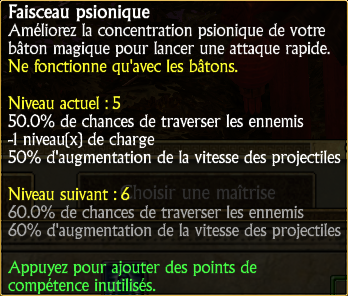 Faisceau psionique
Améliorez la concentration psionique de votre
bâton magique pour lancer une attaque rapide.
Ne fonctionne qu'avec les bâtons.
Niveau actuel : 5
50.0% de chances de traverser les ennemis
-1 niveau(x) de charge
50% d'augmentation de la vitesse des projectiles
Niveau suivant : 6
Choisir une maîtrise
60.0% de chances de traverser les ennemis
60% d'augmentation de la vitesse des projectiles
Appuyez pour ajouter des points de
compétence inutilisés.